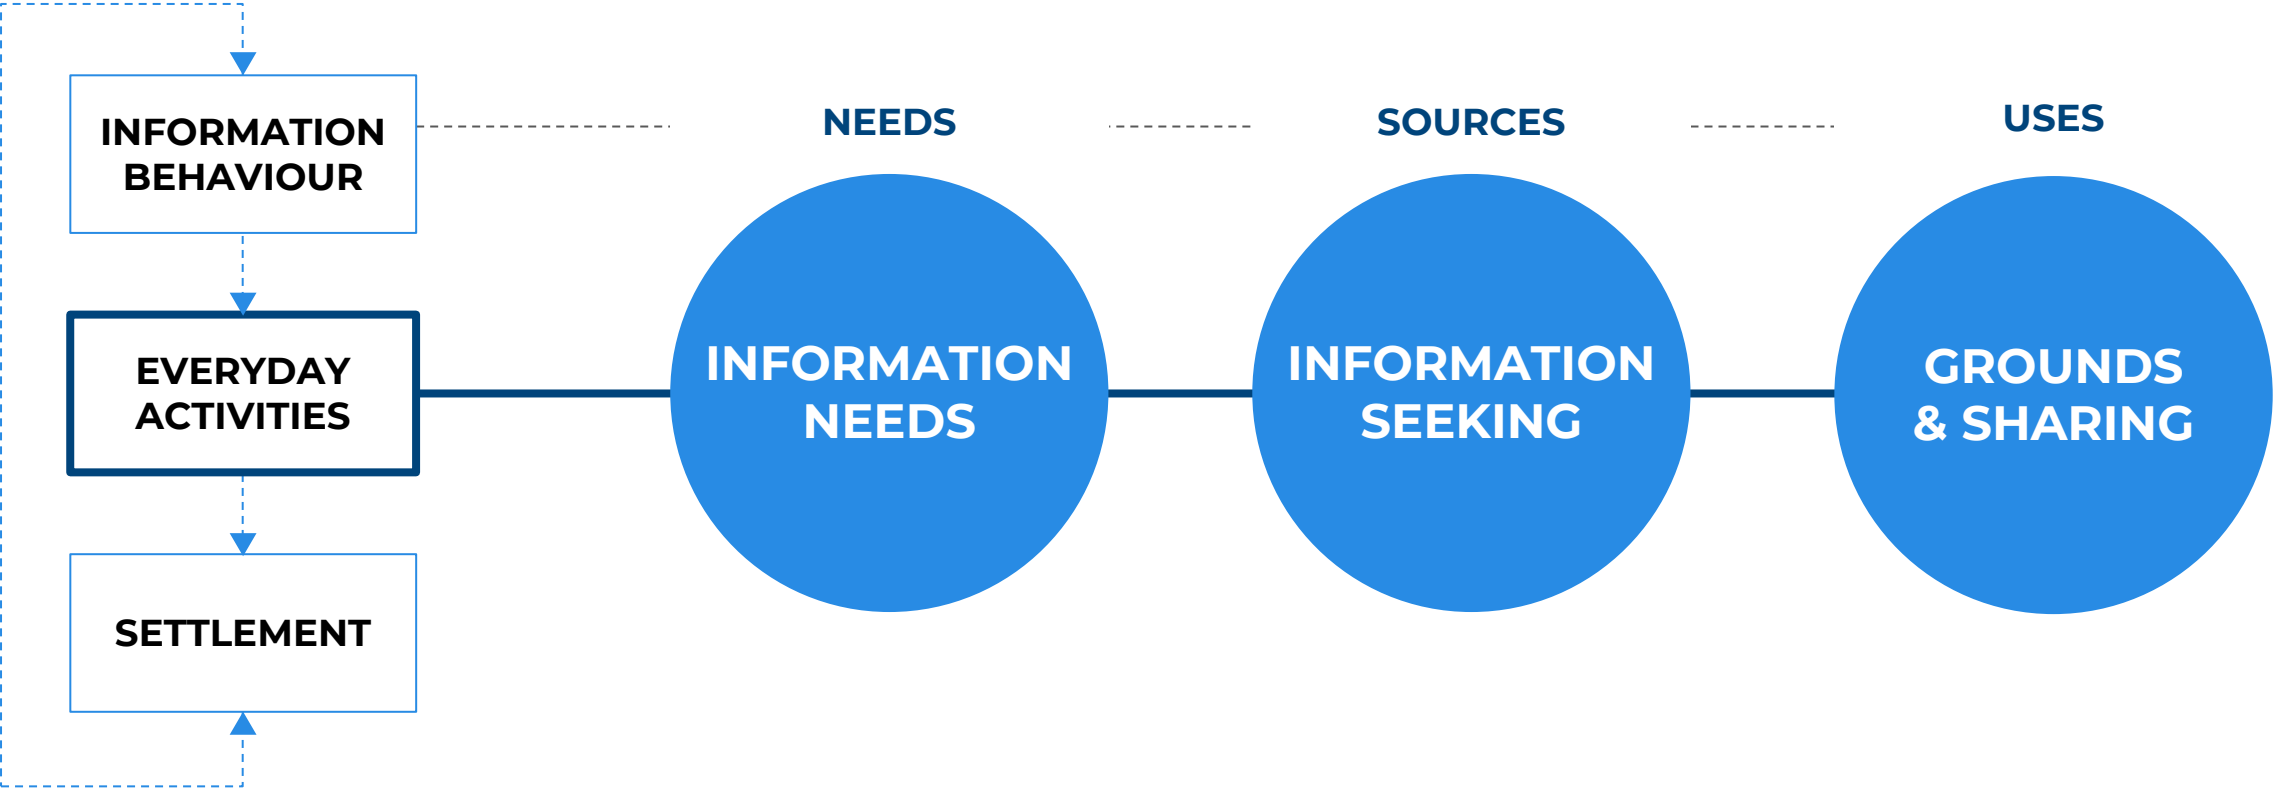 INFORMATION
BEHAVIOUR
NEEDS
SOURCES
USES
EVERYDAY
ACTIVITIES
INFORMATION
NEEDS
INFORMATION
SEEKING
GROUNDS
& SHARING
SETTLEMENT